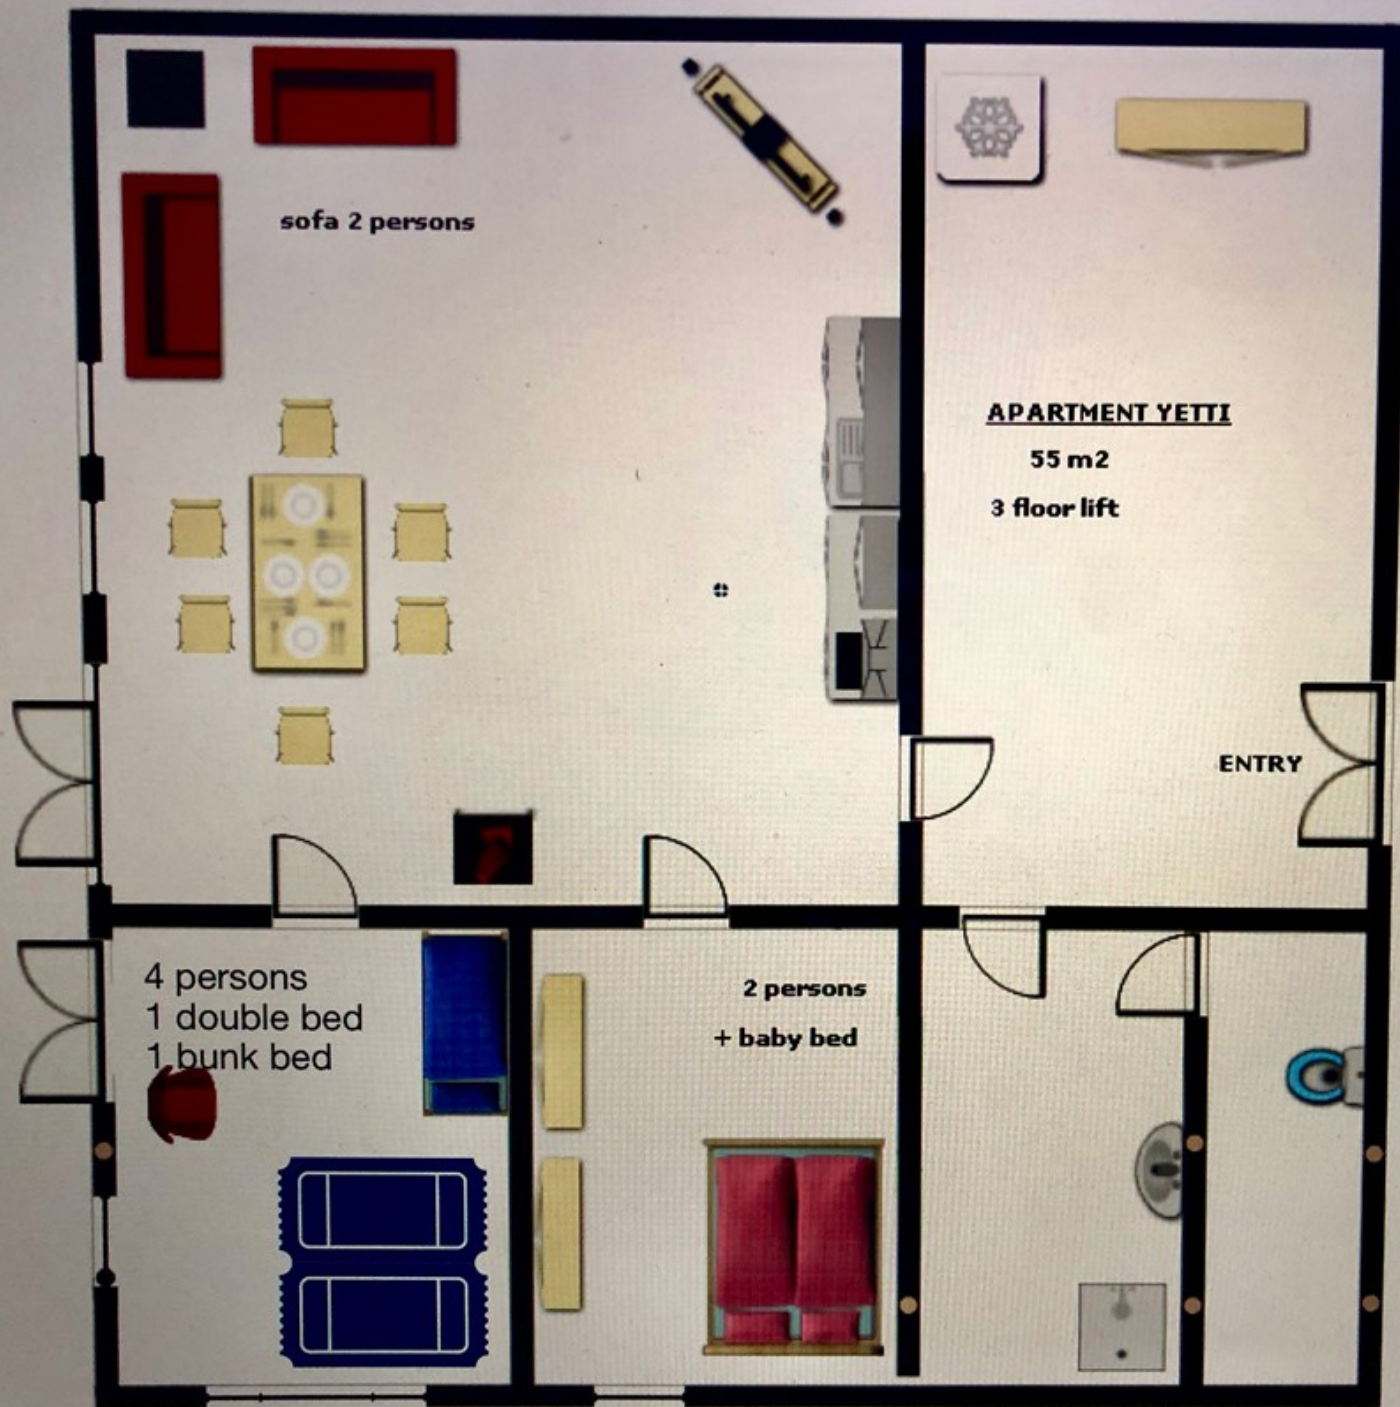 sofa 2 persons
APARTMENT YETTI
55 m2
3 floor lift
ENTRY
4 persons
1 double bed
1 bunk bed
2 persons
+ baby bed